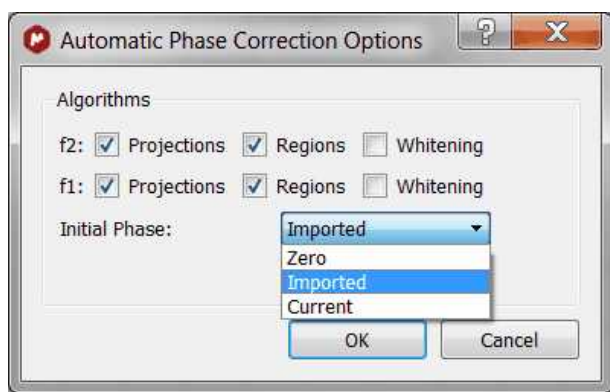 Automatic Phase Correction Options
Algorithms
f2: Projections Regions Whitening
f1: Projections Regions Whitening
Initial Phase: Imported
Zero
Imported
Current
OK Cancel